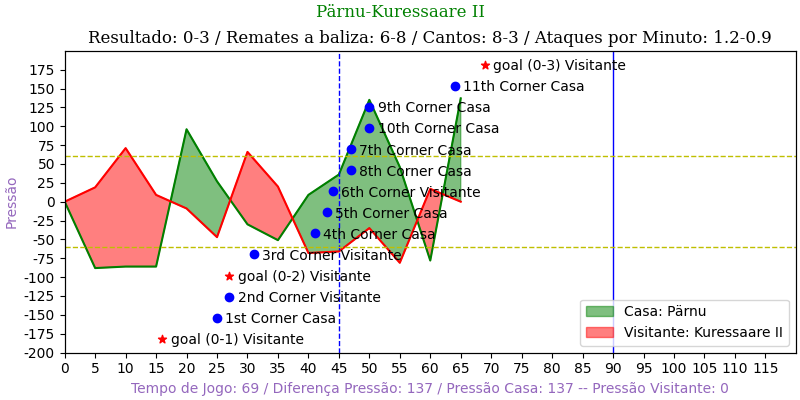 Pärnu-Kuressaare II
Resultado: 0-3 / Remates a baliza: 6-8 / Cantos: 8-3 / Ataques por Minuto: 1.2-0.9
goal (0-3) Visitante
11th Corner Casa
9th Corner Casa
10th Corner Casa
7th Corner Casa
8th Corner Casa
6th Corner Visitante
5th Corner Casa
4th Corner Casa
3rd Corner Visitante
goal (0-2) Visitante
2nd Corner Visitante
1st Corner Casa
goal (0-1) Visitante
Pressão
175
150
125
100
75
50
25
0
-25
-50
-75
-100
-125
-150
-175
-200
Casa: Pärnu
Visitante: Kuressaare II
0 5 10 15 20 25 30 35 40 45 50 55 60 65 70 75 80 85 90 95 100 105 110 115
Tempo de Jogo: 69 / Diferença Pressão: 137 / Pressão Casa: 137 -- Pressão Visitante: 0